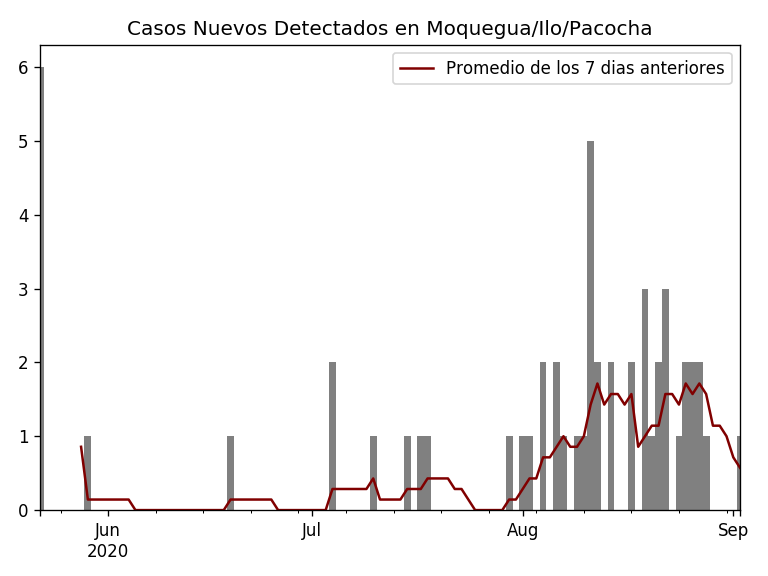 Casos Nuevos Detectados en Moquegua/Ilo/Pacocha
Promedio de los 7 dias anteriores
6
5
4
3
2
1
0
Jun
2020
Jul
Aug
Sep